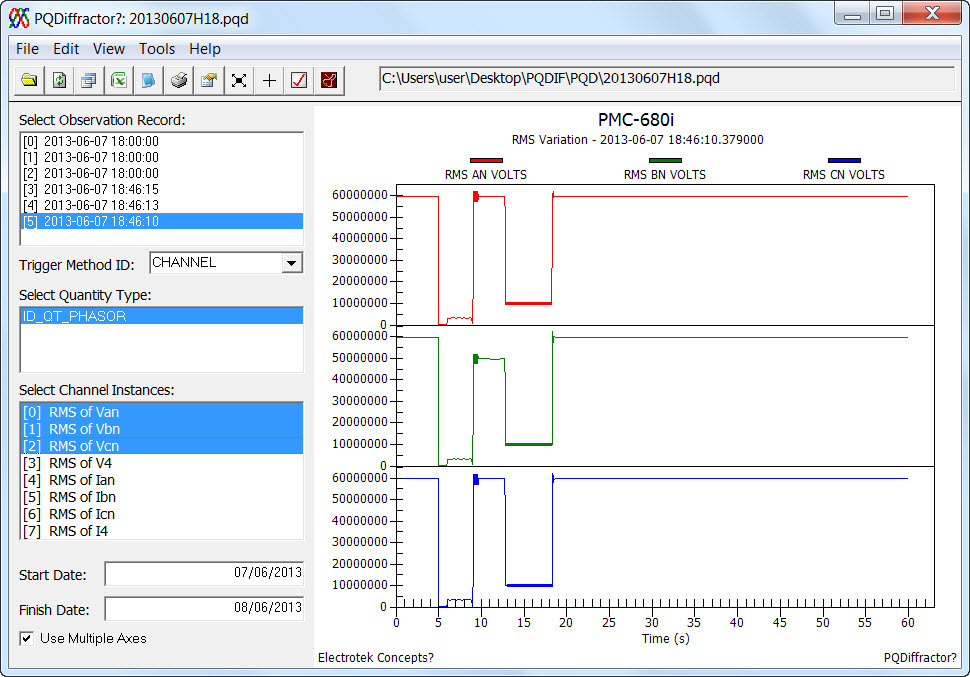 PQDiffractor?: 20130607H18.pqd
File Edit View Tools Help
C:\Users\user\Desktop\PQDIF\PQD\20130607H18.pqd
Select Observation Record:
[0] 2013-06-07 18:00:00
[1] 2013-06-07 18:00:00
[2] 2013-06-07 18:00:00
[3] 2013-06-07 18:46:15
[4] 2013-06-07 18:46:13
[5] 2013-06-07 18:46:10
Trigger Method ID: CHANNEL
Select Quantity Type:
ID_QT_PHASOR
Select Channel Instances:
[0] RMS of Van
[1] RMS of Vbn
[2] RMS of Vcn
[3] RMS of V4
[4] RMS of Ian
[5] RMS of Ibn
[6] RMS of Icn
[7] RMS of I4
Start Date: 07/06/2013
Finish Date: 08/06/2013
Use Multiple Axes
PMC-680i
RMS Variation - 2013-06-07 18:46:10.379000
RMS AN VOLTS RMS BN VOLTS RMS CN VOLTS
60000000
50000000
40000000
30000000
20000000
10000000
0
60000000
50000000
40000000
30000000
20000000
10000000
0
60000000
50000000
40000000
30000000
20000000
10000000
0
0 5 10 15 20 25 30 35 40 45 50 55 60
Time (s)
Electrotek Concepts? PQDiffractor?